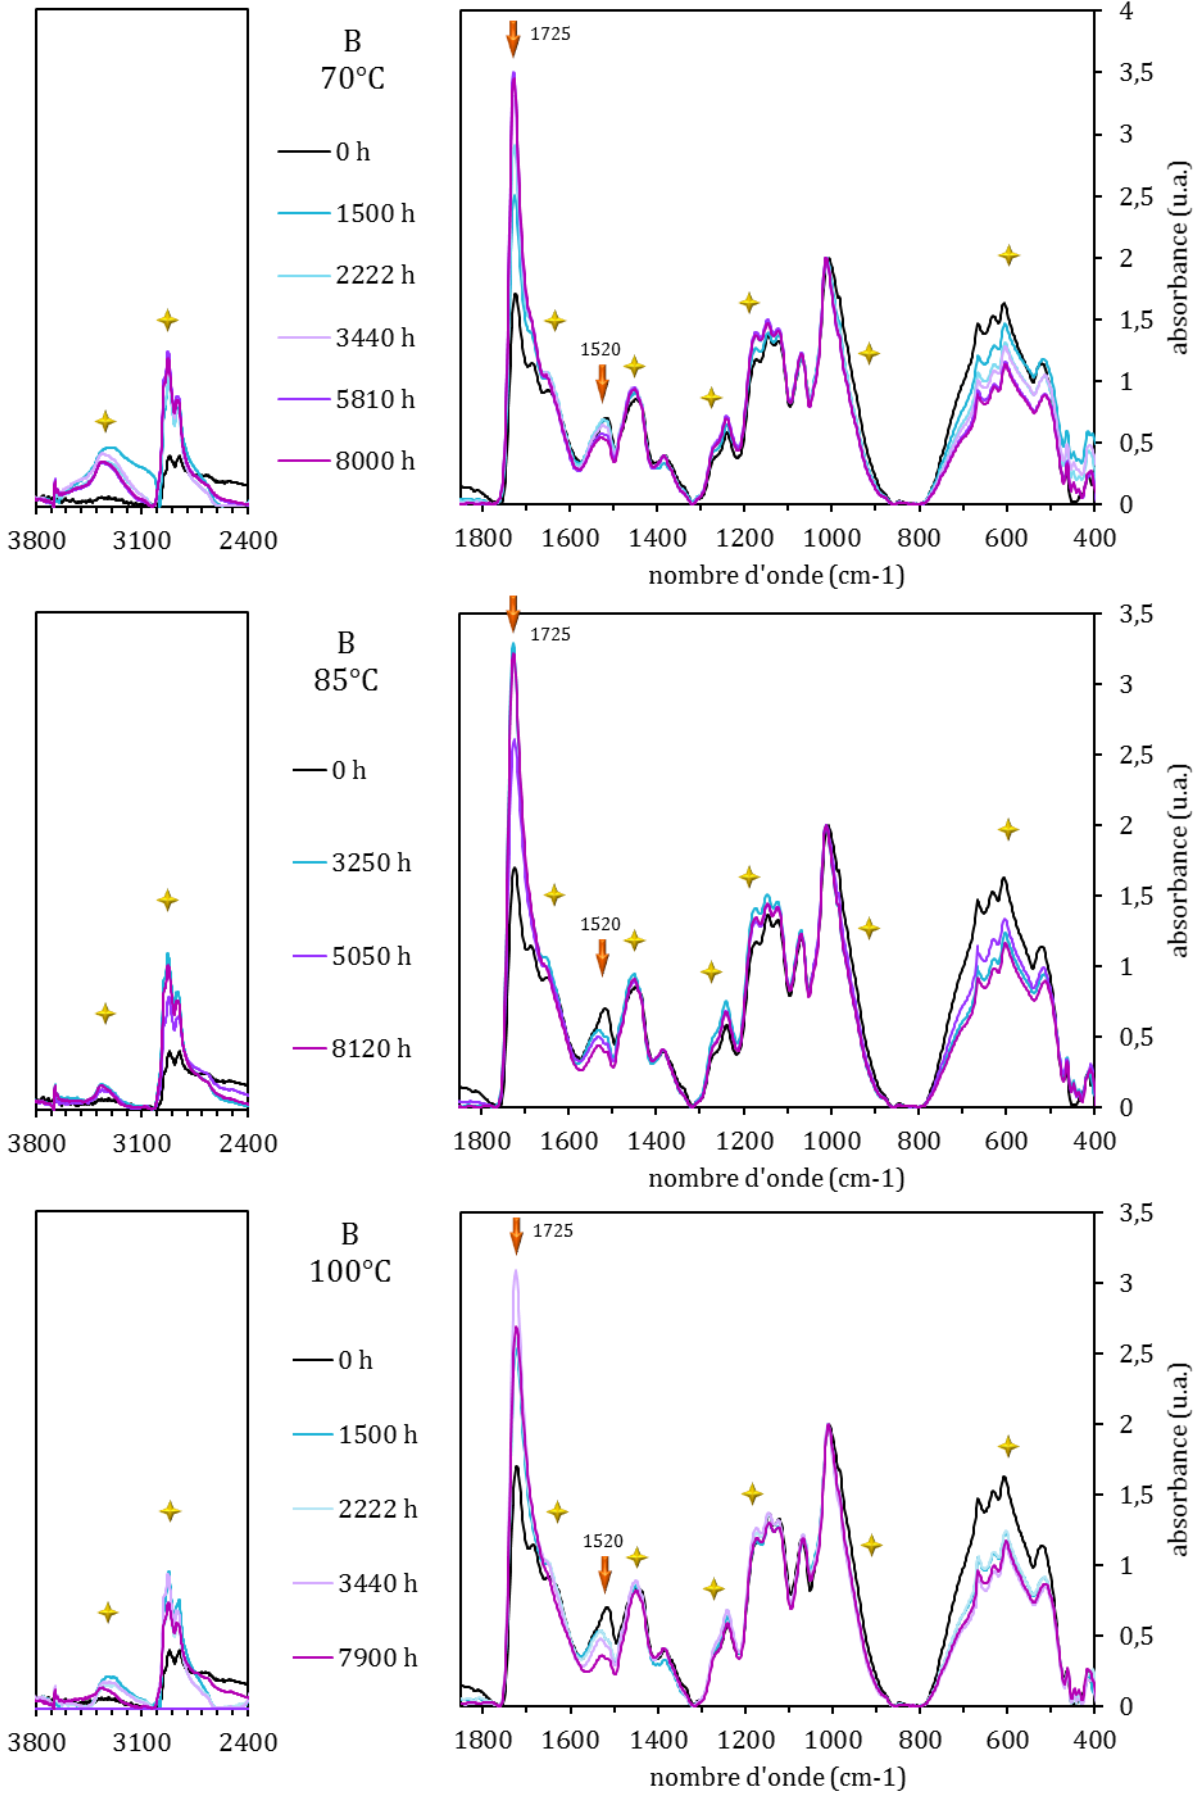 B
70°C
0 h
1500 h
2222 h
3440 h
5810 h
8000 h
3800 3100 2400
1725
1520
4
3,5
3
2,5
2
1,5
1
0,5
0
absorbance (u.a.)
1800 1600 1400 1200 1000 800 600 400
nombre d'onde (cm-1)
B
85°C
0 h
3250 h
5050 h
8120 h
3800 3100 2400
1725
1520
3,5
3
2,5
2
1,5
1
0,5
0
absorbance (u.a.)
1800 1600 1400 1200 1000 800 600 400
nombre d'onde (cm-1)
B
100°C
0 h
1500 h
2222 h
3440 h
7900 h
3800 3100 2400
1725
1520
3,5
3
2,5
2
1,5
1
0,5
0
absorbance (u.a.)
1800 1600 1400 1200 1000 800 600 400
nombre d'onde (cm-1)